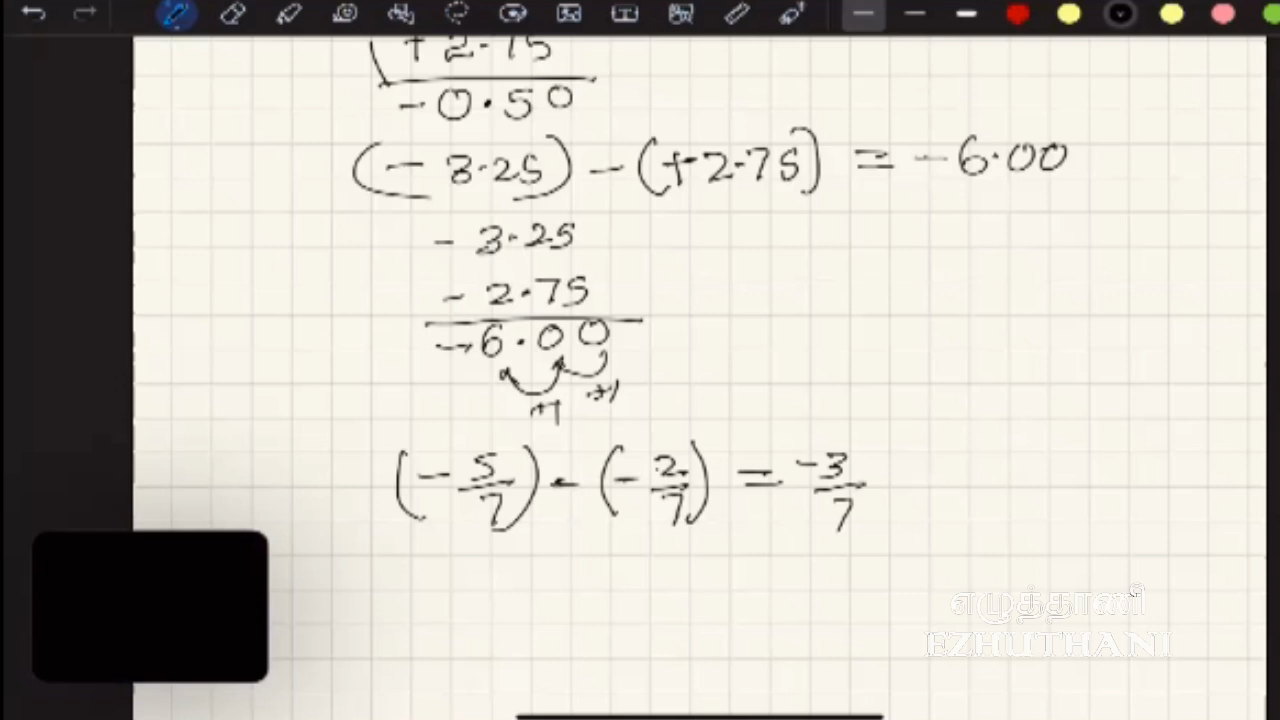 + 2.75
- 0.50
(- 3.25) - (+2.75) = - 6.00
- 3.25
- 2.75
- 6.00
+1 +1
(- 5/7) - (- 2/7) = -3/7
எழுத்தாணி
EZHUTHANI